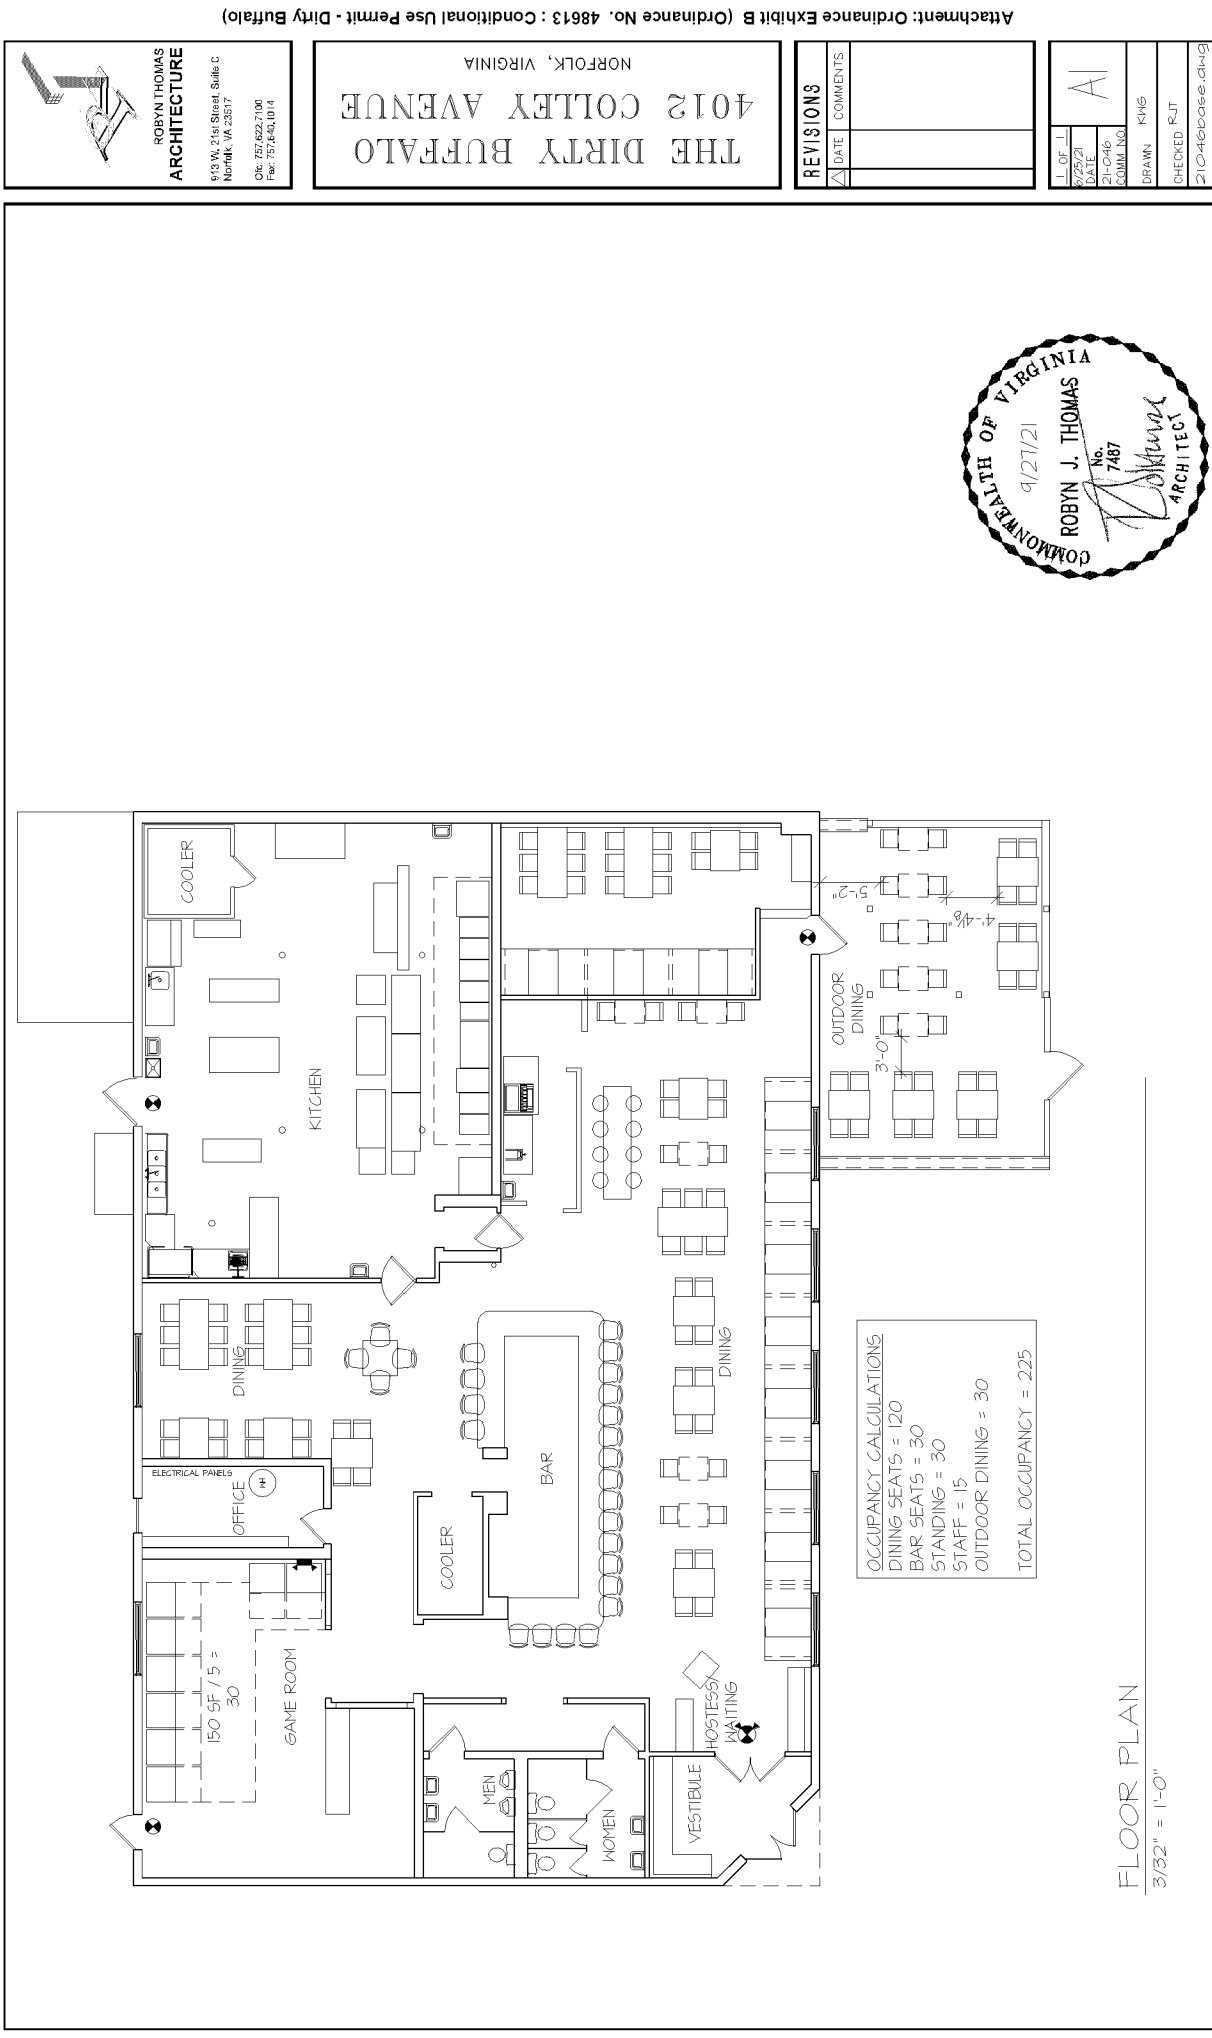 Attachment: Ordinance Exhibit B (Ordinance No. 48613 : Conditional Use Permit - Dirty Buffalo)
ROBYN THOMAS
ARCHITECTURE
913 W. 21st Street, Suite C
Norfolk, VA 23517
Ofc: 757.622.7100
Fax: 757.640.1014
THE DIRTY BUFFALO
4012 COLLEY AVENUE
NORFOLK, VIRGINIA
REVISIONS
DATE COMMENTS
1 OF 1
6/25/21
DATE
21-046
COMM NO.
A1
DRAWN KWG
CHECKED RJT
21046base.dwg
COMMONWEALTH OF VIRGINIA
9/27/21
ROBYN J. THOMAS
No.
7487
ARCHITECT
COOLER
KITCHEN
5'-2"
4'-4⅛"
OUTDOOR
DINING
3'-0"
DINING
DINING
ELECTRICAL PANELS
OFFICE
WH
BAR
COOLER
150 SF / 5 =
30
GAME ROOM
HOSTESS/
WAITING
MEN
WOMEN
VESTIBULE
OCCUPANCY CALCULATIONS
DINING SEATS = 120
BAR SEATS = 30
STANDING = 30
STAFF = 15
OUTDOOR DINING = 30
TOTAL OCCUPANCY = 225
FLOOR PLAN
3/32" = 1'-0"